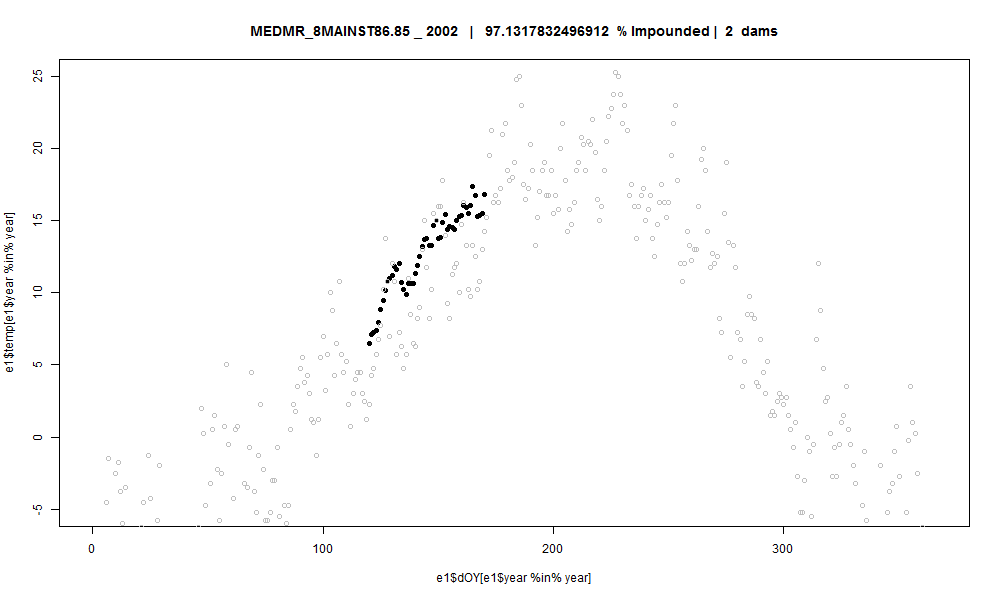 MEDMR_8MAINST86.85 _ 2002 | 97.1317832496912 % Impounded | 2 dams
e1$temp[e1$year %in% year]
25
20
15
10
5
0
-5
0 100 200 300
e1$dOY[e1$year %in% year]